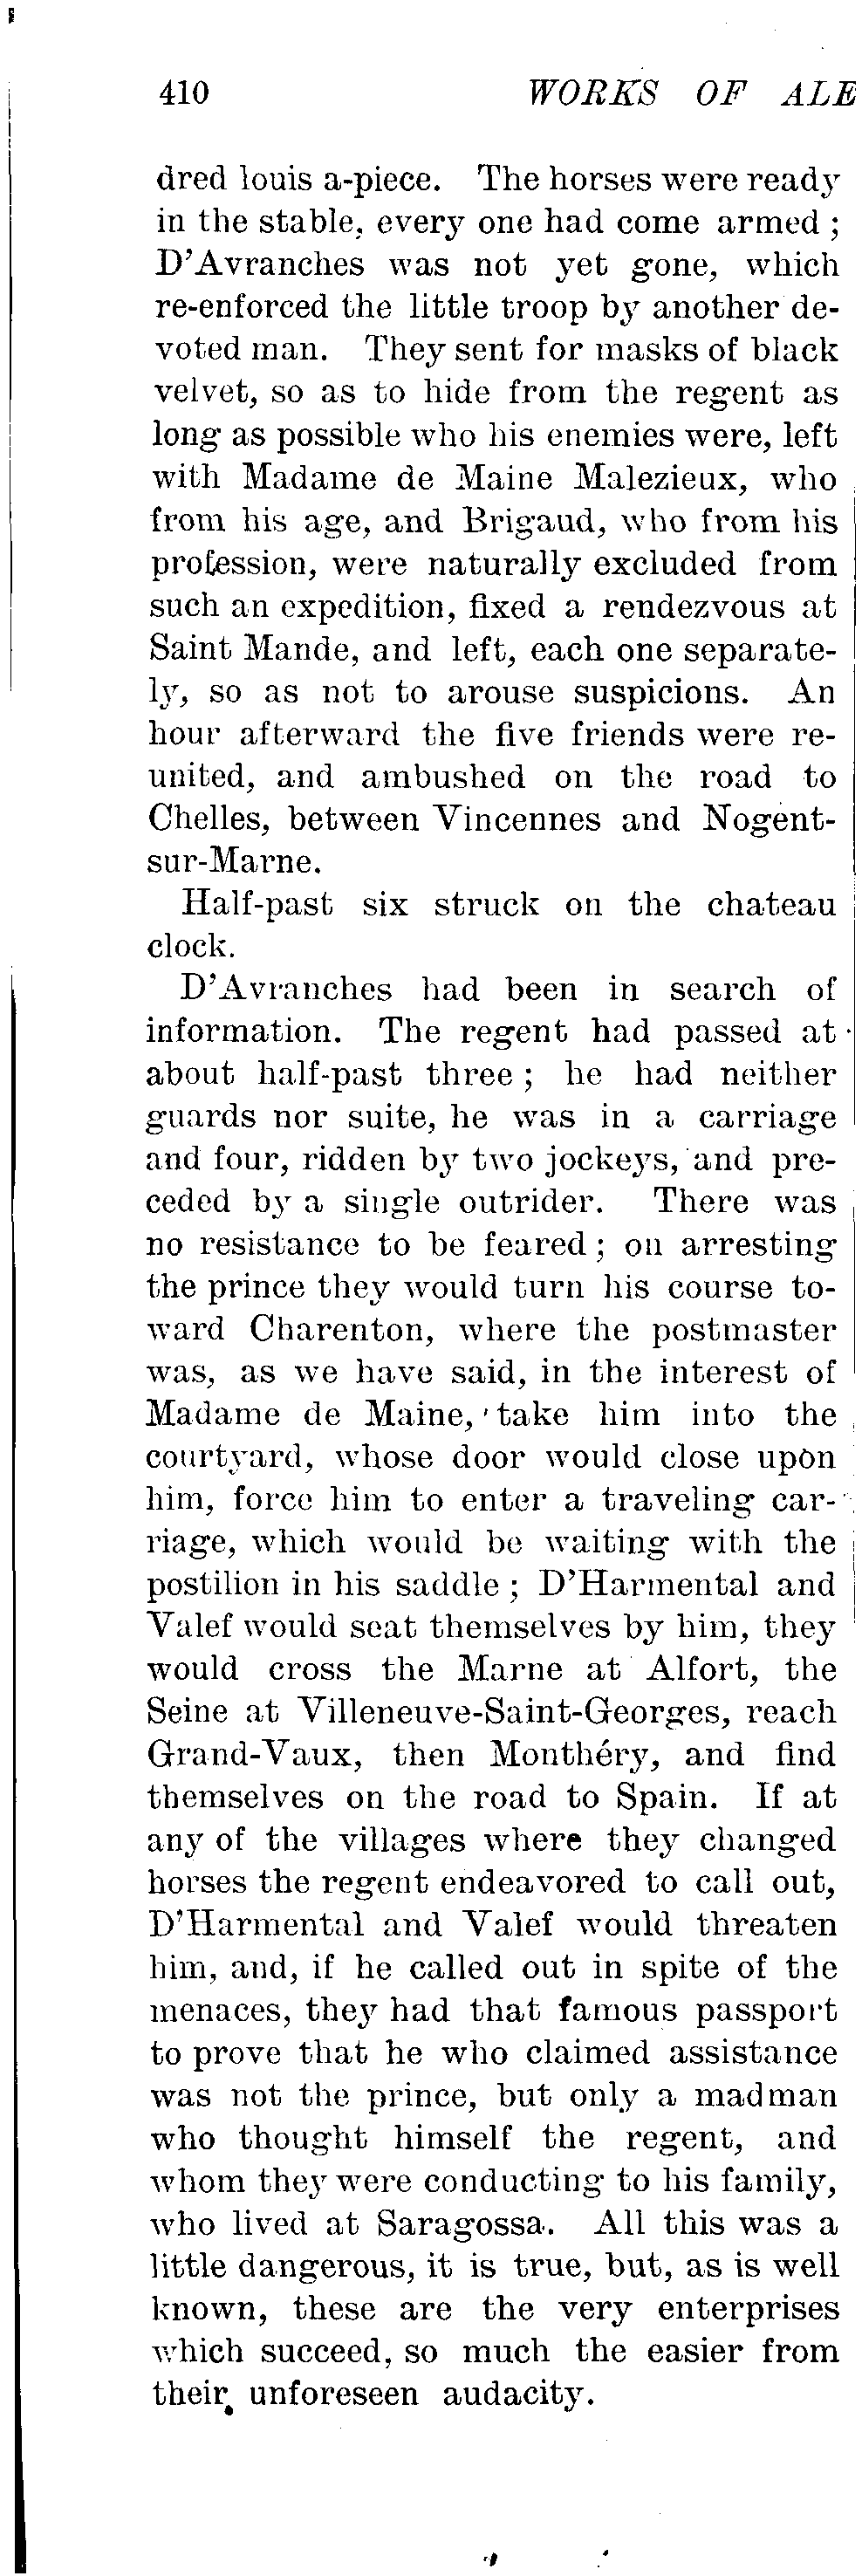 410 WORKS OF ALE
dred louis a-piece. The horses were ready
in the stable, every one had come armed ;
D'Avranches was not yet gone, which
re-enforced the little troop by another de-
voted man. They sent for masks of black
velvet, so as to hide from the regent as
long as possible who his enemies were, left
with Madame de Maine Malezieux, who
from his age, and Brigaud, who from his
profession, were naturally excluded from
such an expedition, fixed a rendezvous at
Saint Mande, and left, each one separate-
ly, so as not to arouse suspicions. An
hour afterward the five friends were re-
united, and ambushed on the road to
Chelles, between Vincennes and Nogent-
sur-Marne.
Half-past six struck on the chateau
clock.
D'Avranches had been in search of
information. The regent had passed at
about half-past three ; he had neither
guards nor suite, he was in a carriage
and four, ridden by two jockeys, and pre-
ceded by a single outrider. There was
no resistance to be feared ; on arresting
the prince they would turn his course to-
ward Charenton, where the postmaster
was, as we have said, in the interest of
Madame de Maine, take him into the
courtyard, whose door would close upon
him, force him to enter a traveling car-
riage, which would be waiting with the
postilion in his saddle ; D'Harmental and
Valef would seat themselves by him, they
would cross the Marne at Alfort, the
Seine at Villeneuve-Saint-Georges, reach
Grand-Vaux, then Monthéry, and find
themselves on the road to Spain. If at
any of the villages where they changed
horses the regent endeavored to call out,
D'Harmental and Valef would threaten
him, and, if he called out in spite of the
menaces, they had that famous passport
to prove that he who claimed assistance
was not the prince, but only a madman
who thought himself the regent, and
whom they were conducting to his family,
who lived at Saragossa. All this was a
little dangerous, it is true, but, as is well
known, these are the very enterprises
which succeed, so much the easier from
their unforeseen audacity.